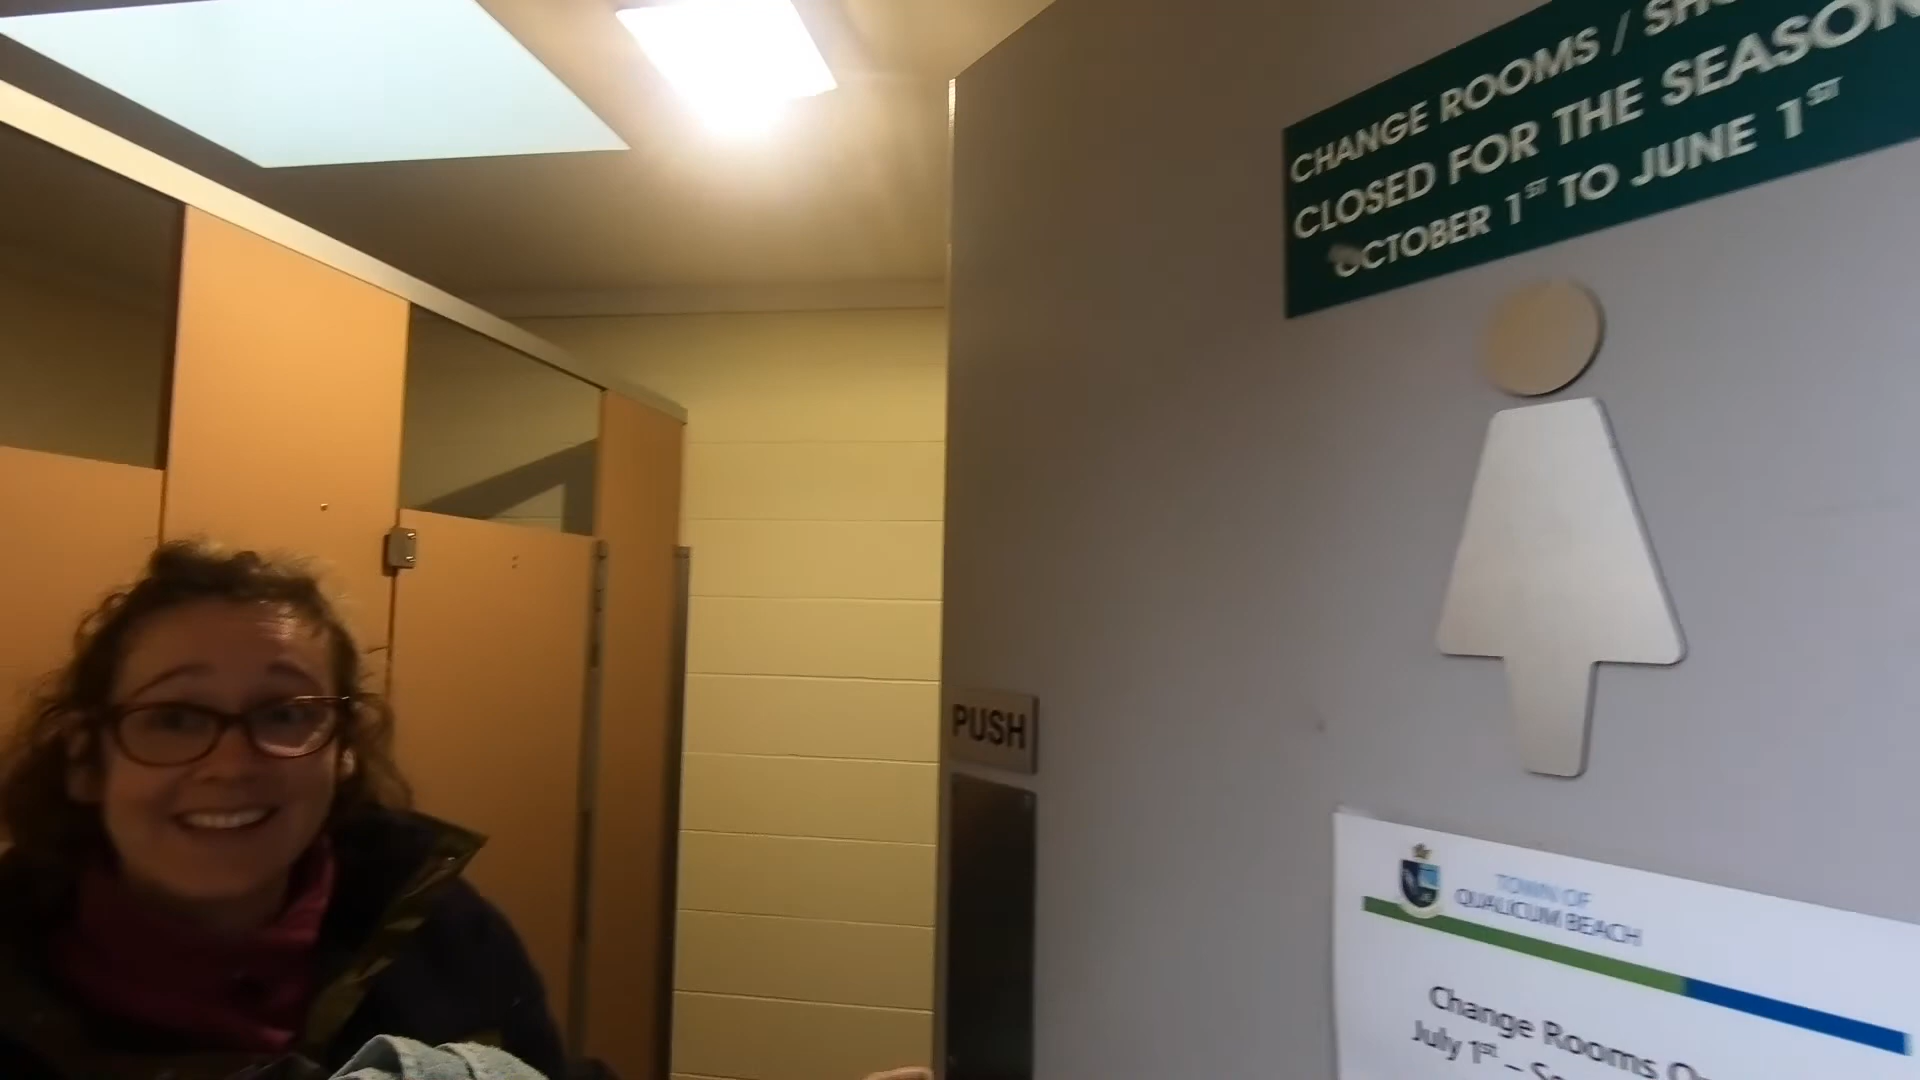 CHANGE ROOMS /
CLOSED FOR THE SEASON
OCTOBER 1ST TO JUNE 1ST
PUSH
TOWN OF
QUALICUM BEACH
Change Rooms
July 1st –